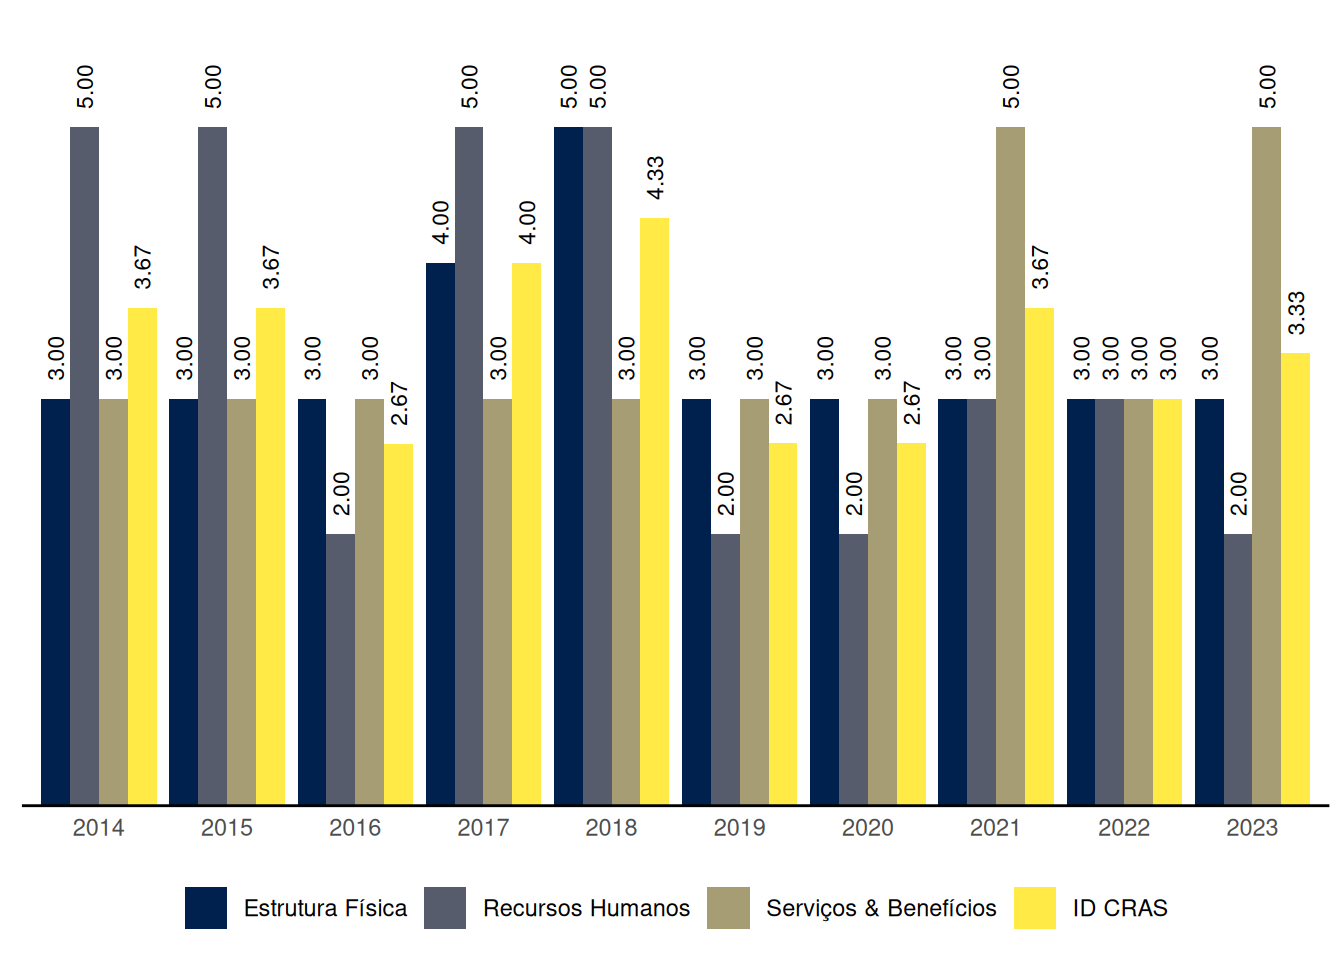 3.00 5.00 3.00 3.67 3.00 5.00 3.00 3.67 3.00 2.00 3.00 2.67 4.00 5.00 3.00 4.00 5.00 5.00 3.00 4.33 3.00 2.00 3.00 2.67 3.00 2.00 3.00 2.67 3.00 3.00 5.00 3.67 3.00 3.00 3.00 3.00 3.00 2.00 5.00 3.33
2014 2015 2016 2017 2018 2019 2020 2021 2022 2023
Estrutura Física Recursos Humanos Serviços & Benefícios ID CRAS